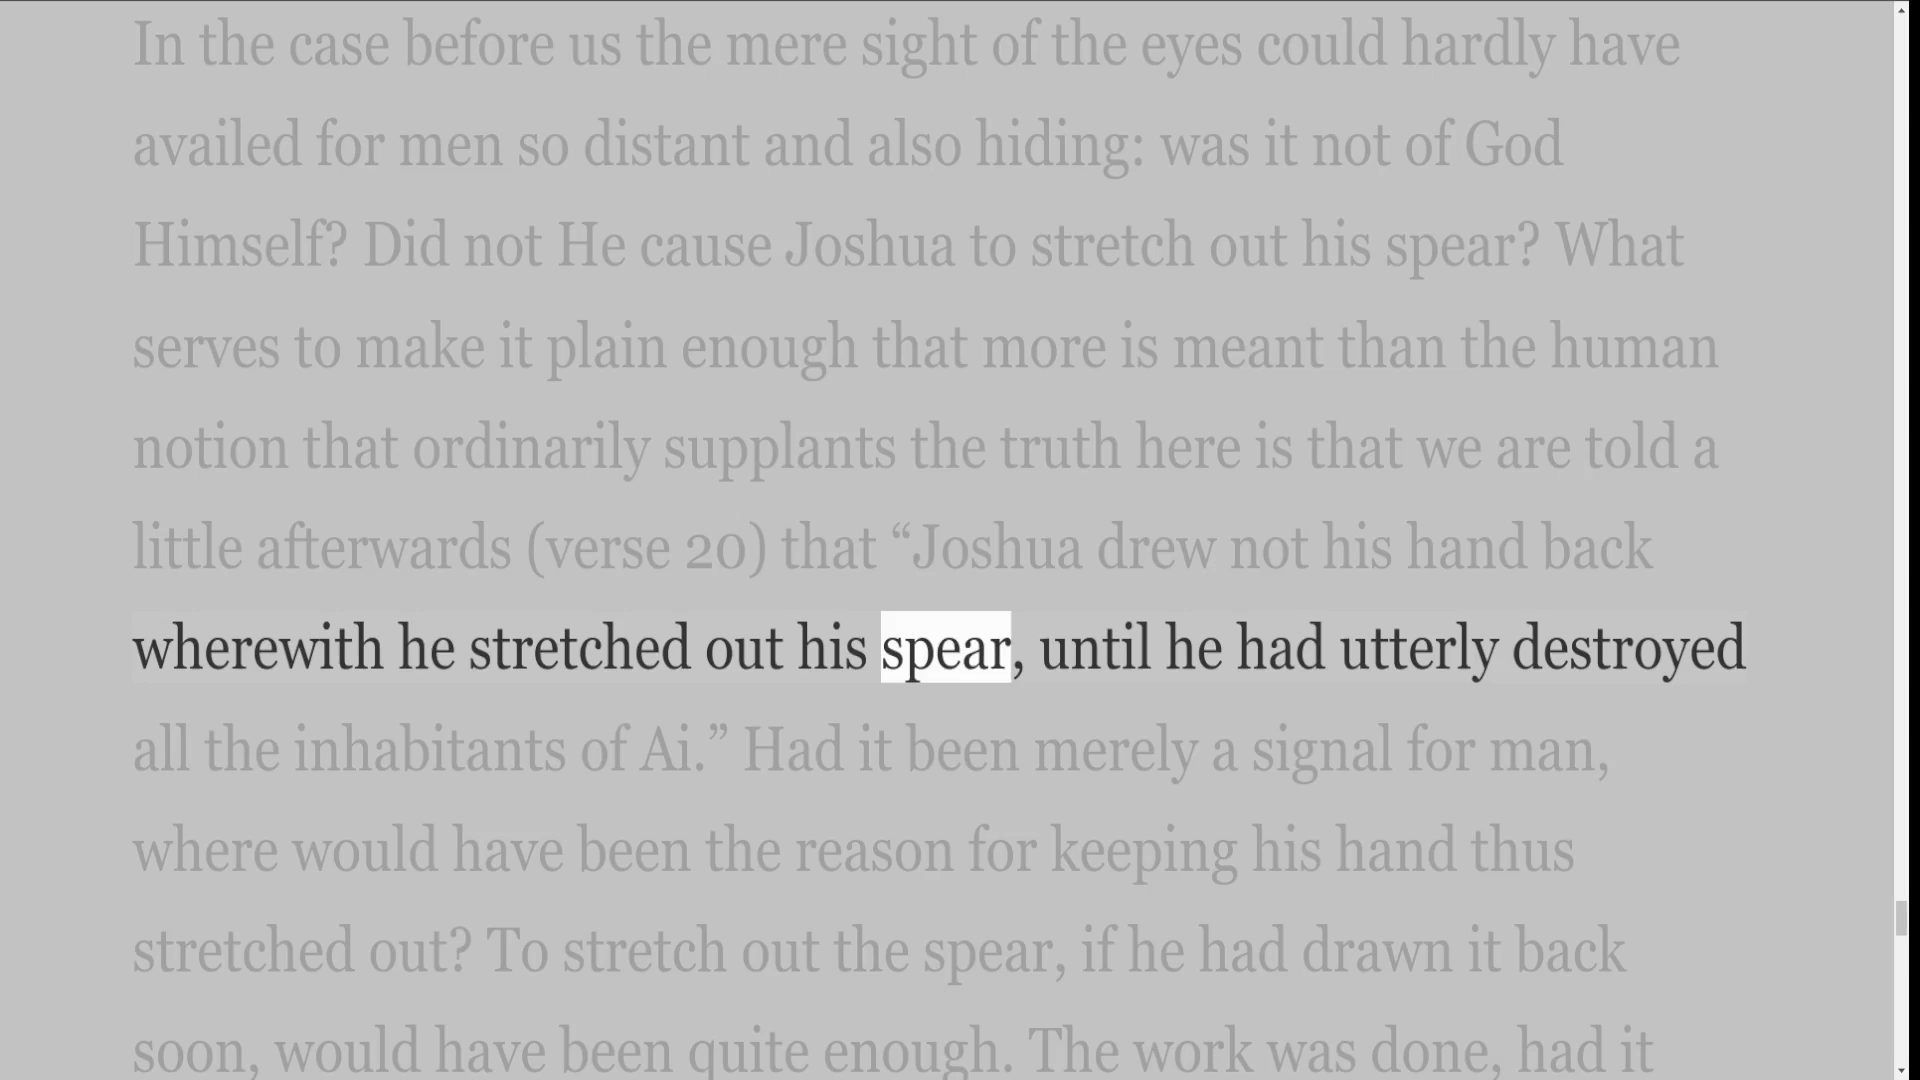 In the case before us the mere sight of the eyes could hardly have
availed for men so distant and also hiding: was it not of God
Himself? Did not He cause Joshua to stretch out his spear? What
serves to make it plain enough that more is meant than the human
notion that ordinarily supplants the truth here is that we are told a
little afterwards (verse 20) that “Joshua drew not his hand back
wherewith he stretched out his spear, until he had utterly destroyed
all the inhabitants of Ai.” Had it been merely a signal for man,
where would have been the reason for keeping his hand thus
stretched out? To stretch out the spear, if he had drawn it back
soon, would have been quite enough. The work was done, had it